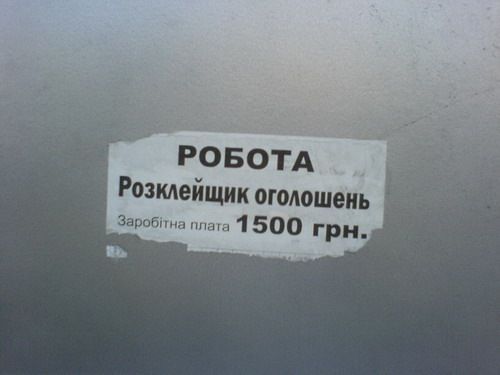 РОБОТА
Розклейщик оголошень
Заробітна плата 1500 грн.